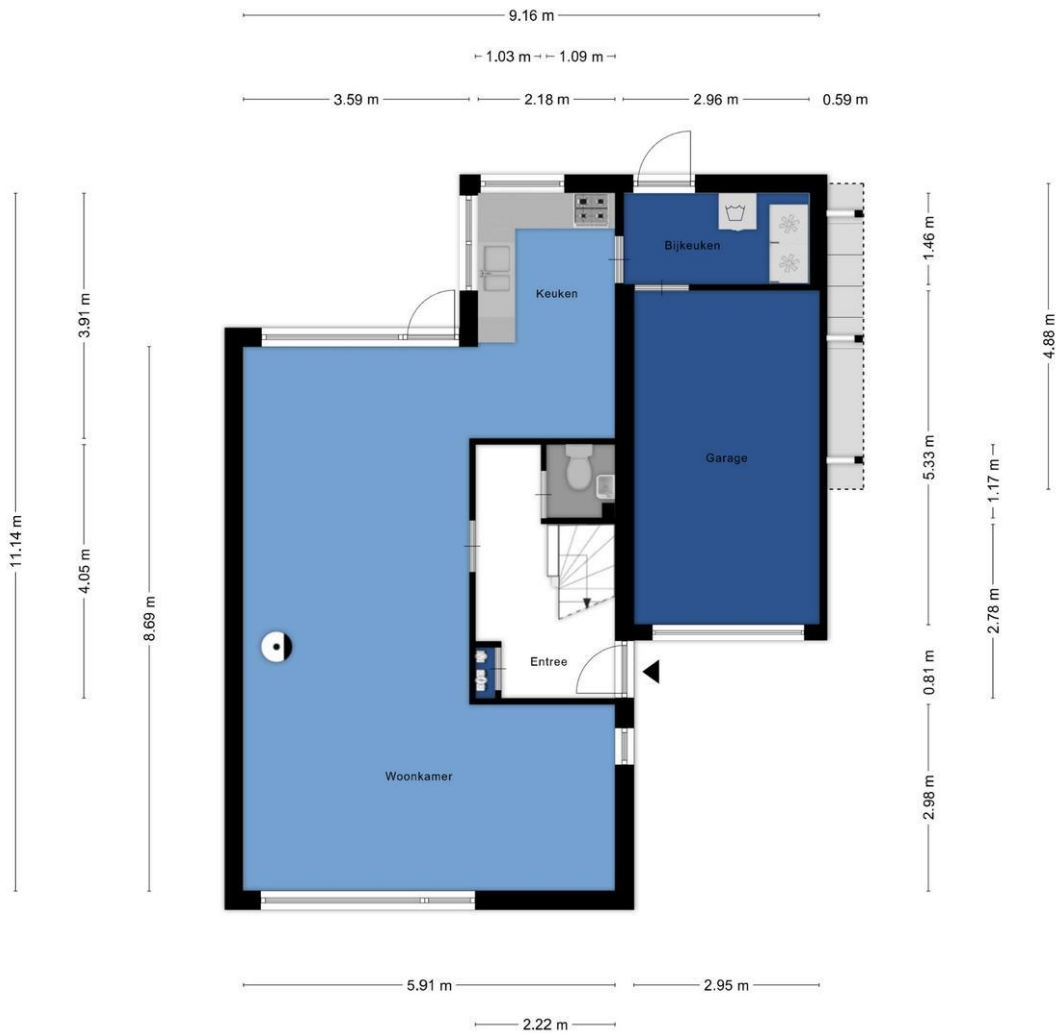 9.16 m
1.03 m 1.09 m
3.59 m 2.18 m 2.96 m 0.59 m
11.14 m
3.91 m
4.05 m
8.69 m
Bijkeuken
Keuken
Garage
Entree
Woonkamer
1.46 m
5.33 m
0.81 m
2.98 m
1.17 m
2.78 m
4.88 m
5.91 m 2.95 m
2.22 m